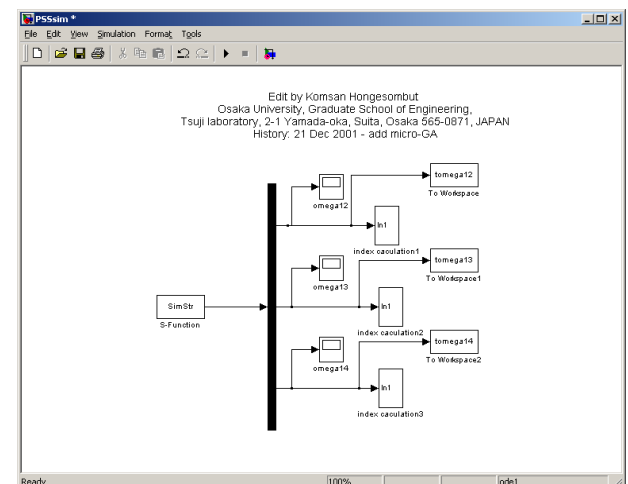 PSSsim *
File Edit View Simulation Format Tools
Edit by Komsan Hongesombut
Osaka University, Graduate School of Engineering,
Tsuji laboratory, 2-1 Yamada-oka, Suita, Osaka 565-0871, JAPAN
History: 21 Dec 2001 - add micro-GA
tomega12
To Workspace
omega12
In1
index caculation1
tomega13
To Workspace1
omega13
In1
index caculation2
SimStr
S-Function
tomega14
To Workspace2
omega14
In1
index caculation3
Ready 100% ode1